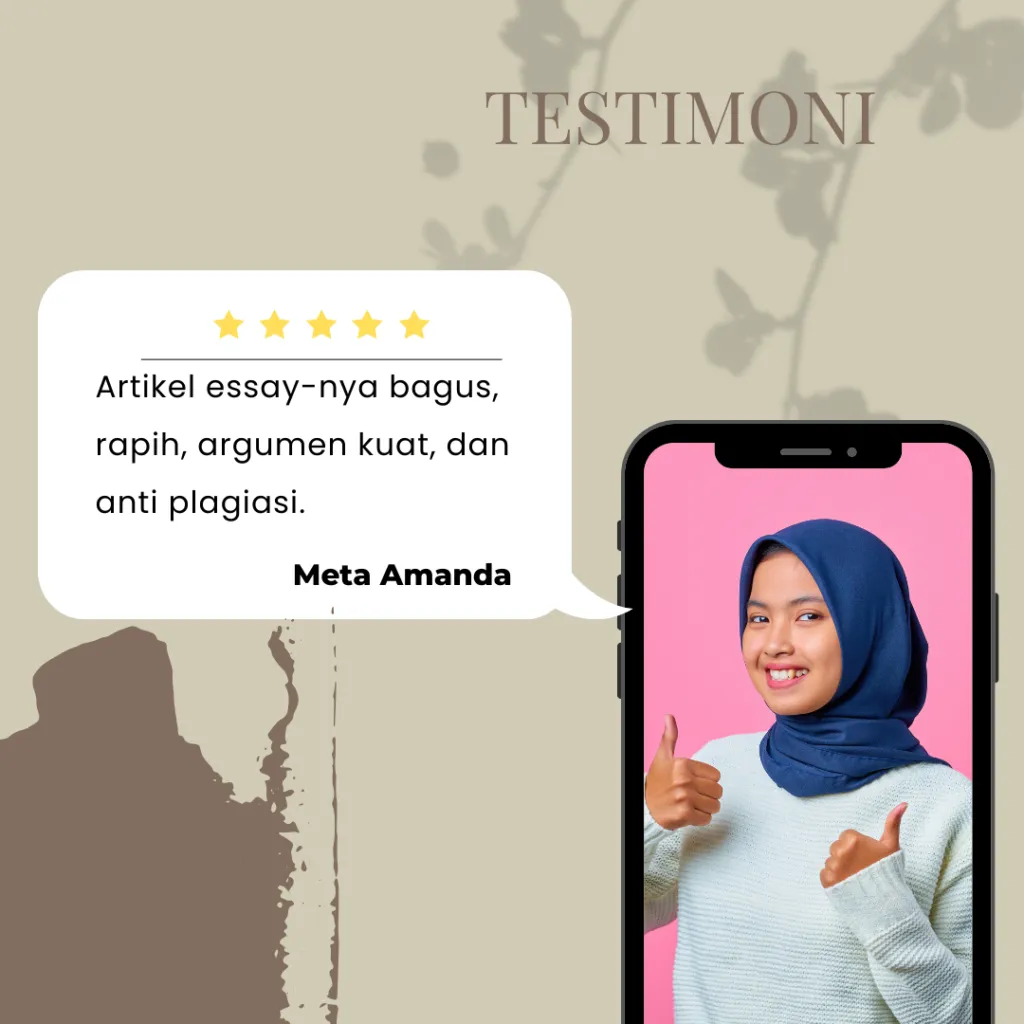 TESTIMONI
Artikel essay-nya bagus,
rapih, argumen kuat, dan
anti plagiasi.
Meta Amanda